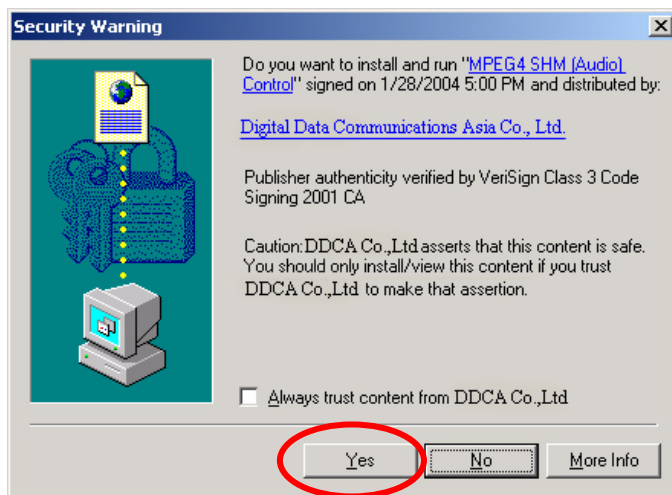 Security Warning
Do you want to install and run "MPEG4 SHM (Audio)
Control" signed on 1/28/2004 5:00 PM and distributed by:
Digital Data Communications Asia Co., Ltd.
Publisher authenticity verified by VeriSign Class 3 Code
Signing 2001 CA
Caution: DDCA Co.,Ltd asserts that this content is safe.
You should only install/view this content if you trust
DDCA Co.,Ltd to make that assertion.
Always trust content from DDCA Co.,Ltd
Yes No More Info